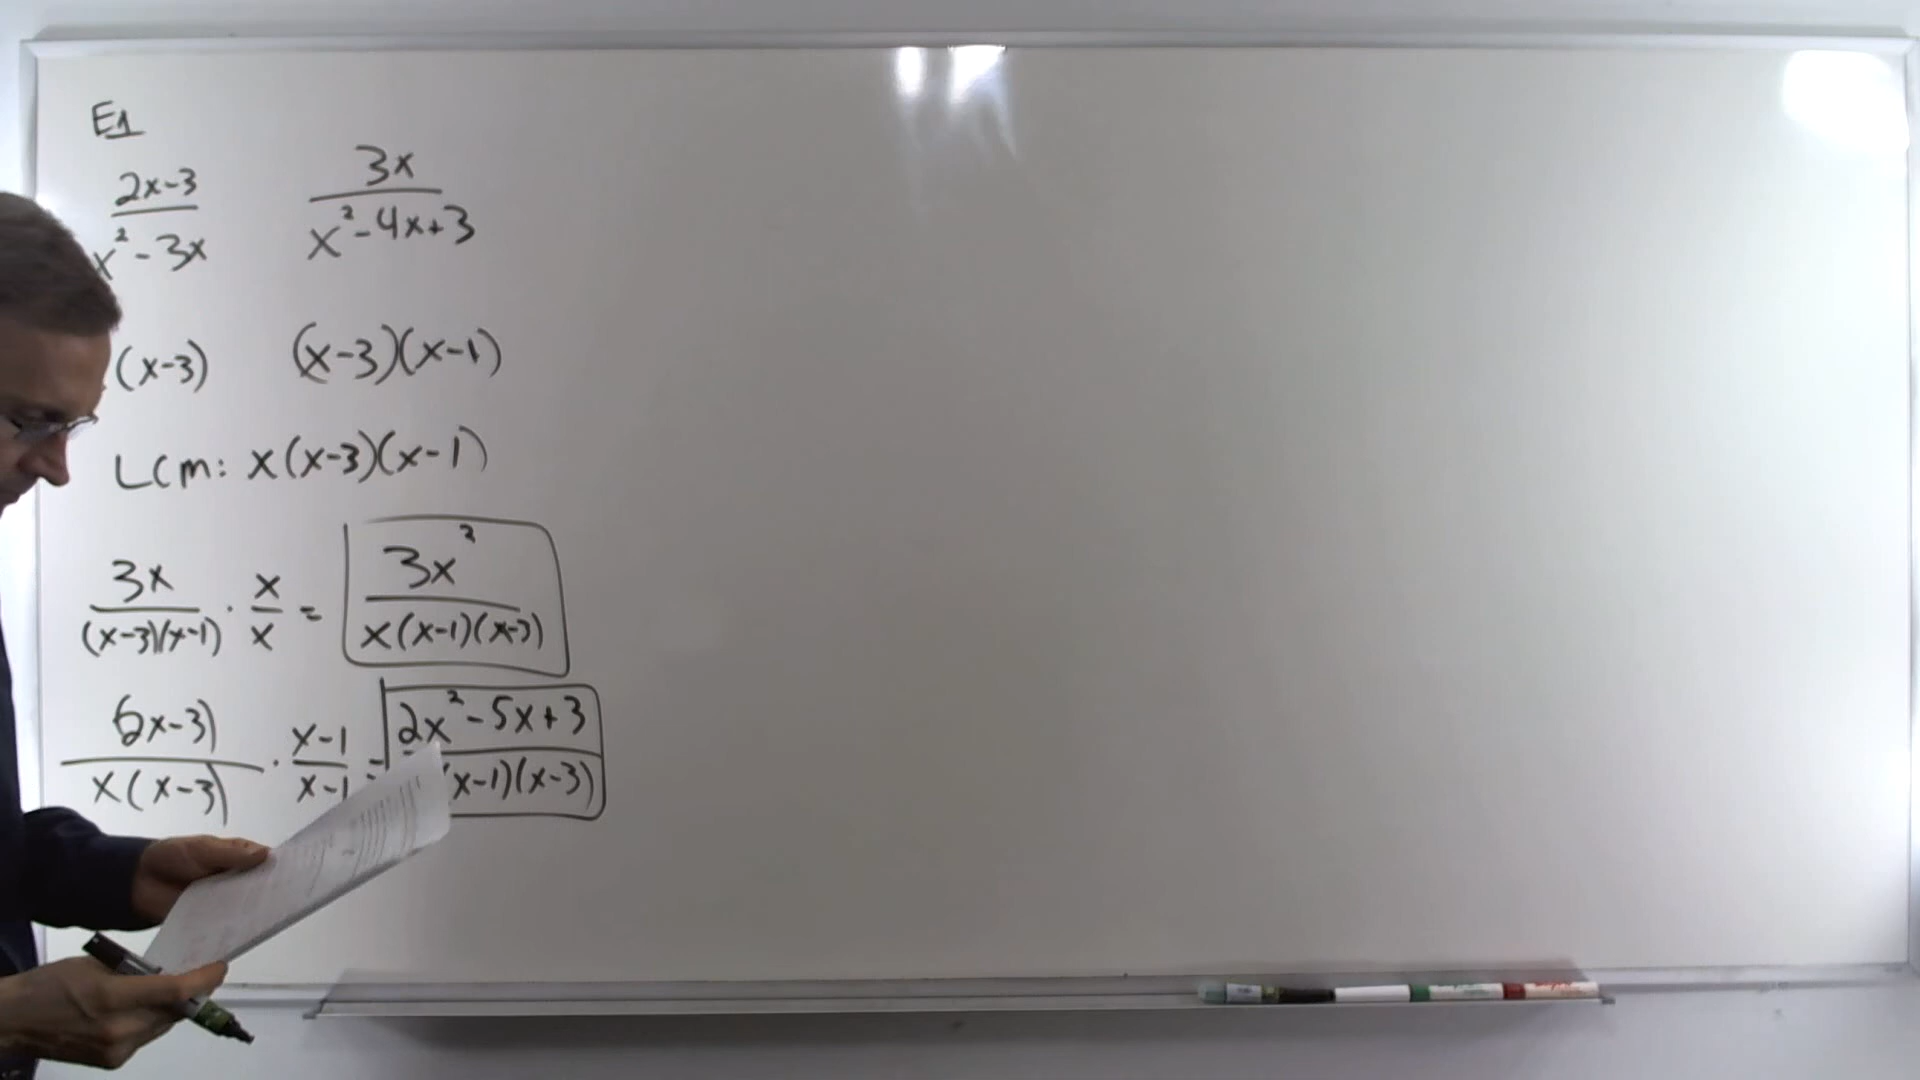 E1
2x-3 3x
x²-3x x²-4x+3
(x-3) (x-3)(x-1)
LCM: x(x-3)(x-1)
3x x 3x²
(x-3)(x-1) · x = x(x-1)(x-3)
(2x-3) x-1 2x²-5x+3
x(x-3) · x-1 = (x-1)(x-3)